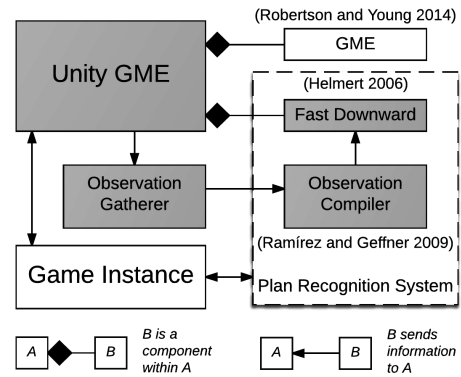 (Robertson and Young 2014)
GME
Unity GME
(Helmert 2006)
Fast Downward
Observation
Gatherer
Observation
Compiler
(Ramírez and Geffner 2009)
Game Instance
Plan Recognition System
A
B
B is a
component
within A
A
B
B sends
information
to A